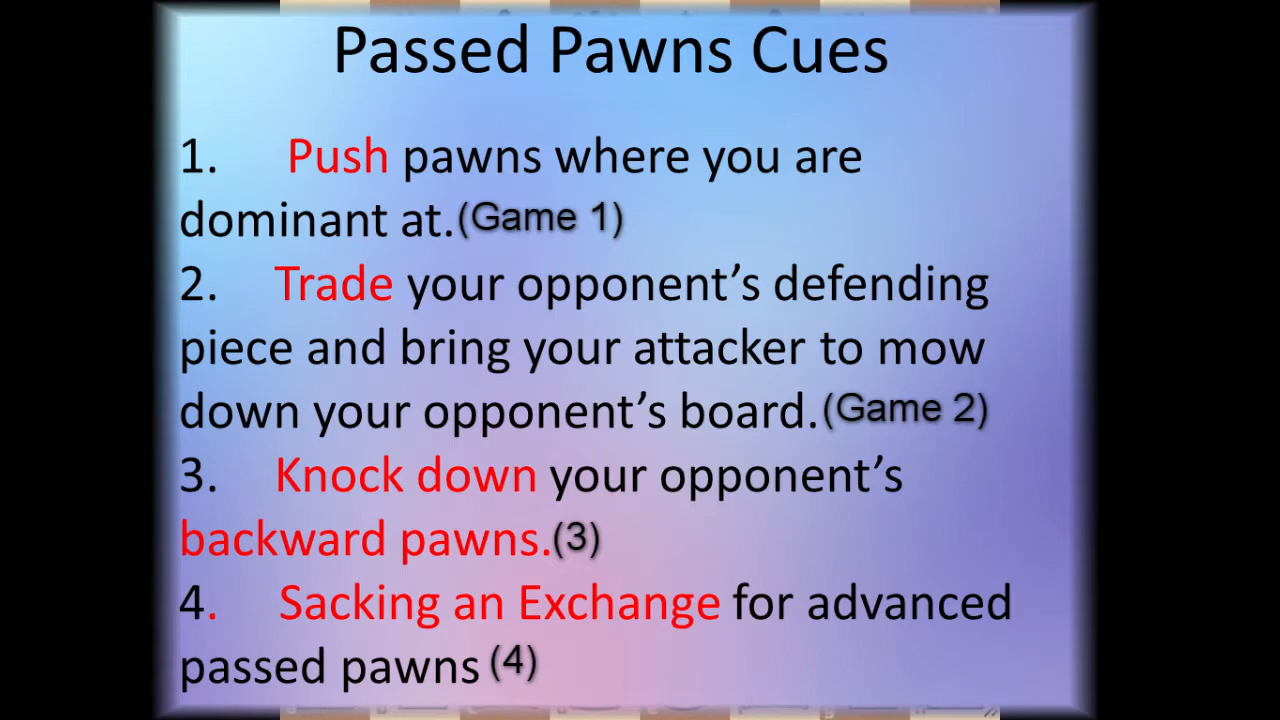 Passed Pawns Cues
1. Push pawns where you are
dominant at.(Game 1)
2. Trade your opponent’s defending
piece and bring your attacker to mow
down your opponent’s board.(Game 2)
3. Knock down your opponent’s
backward pawns.(3)
4. Sacking an Exchange for advanced
passed pawns (4)